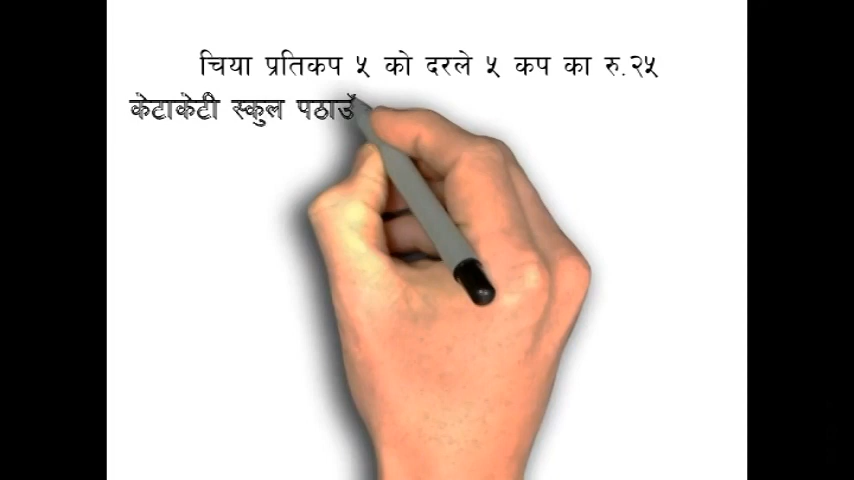 चिया प्रतिकप ५ को दरले ५ कप का रु.२५
केटाकेटी स्कुल पठाउँ